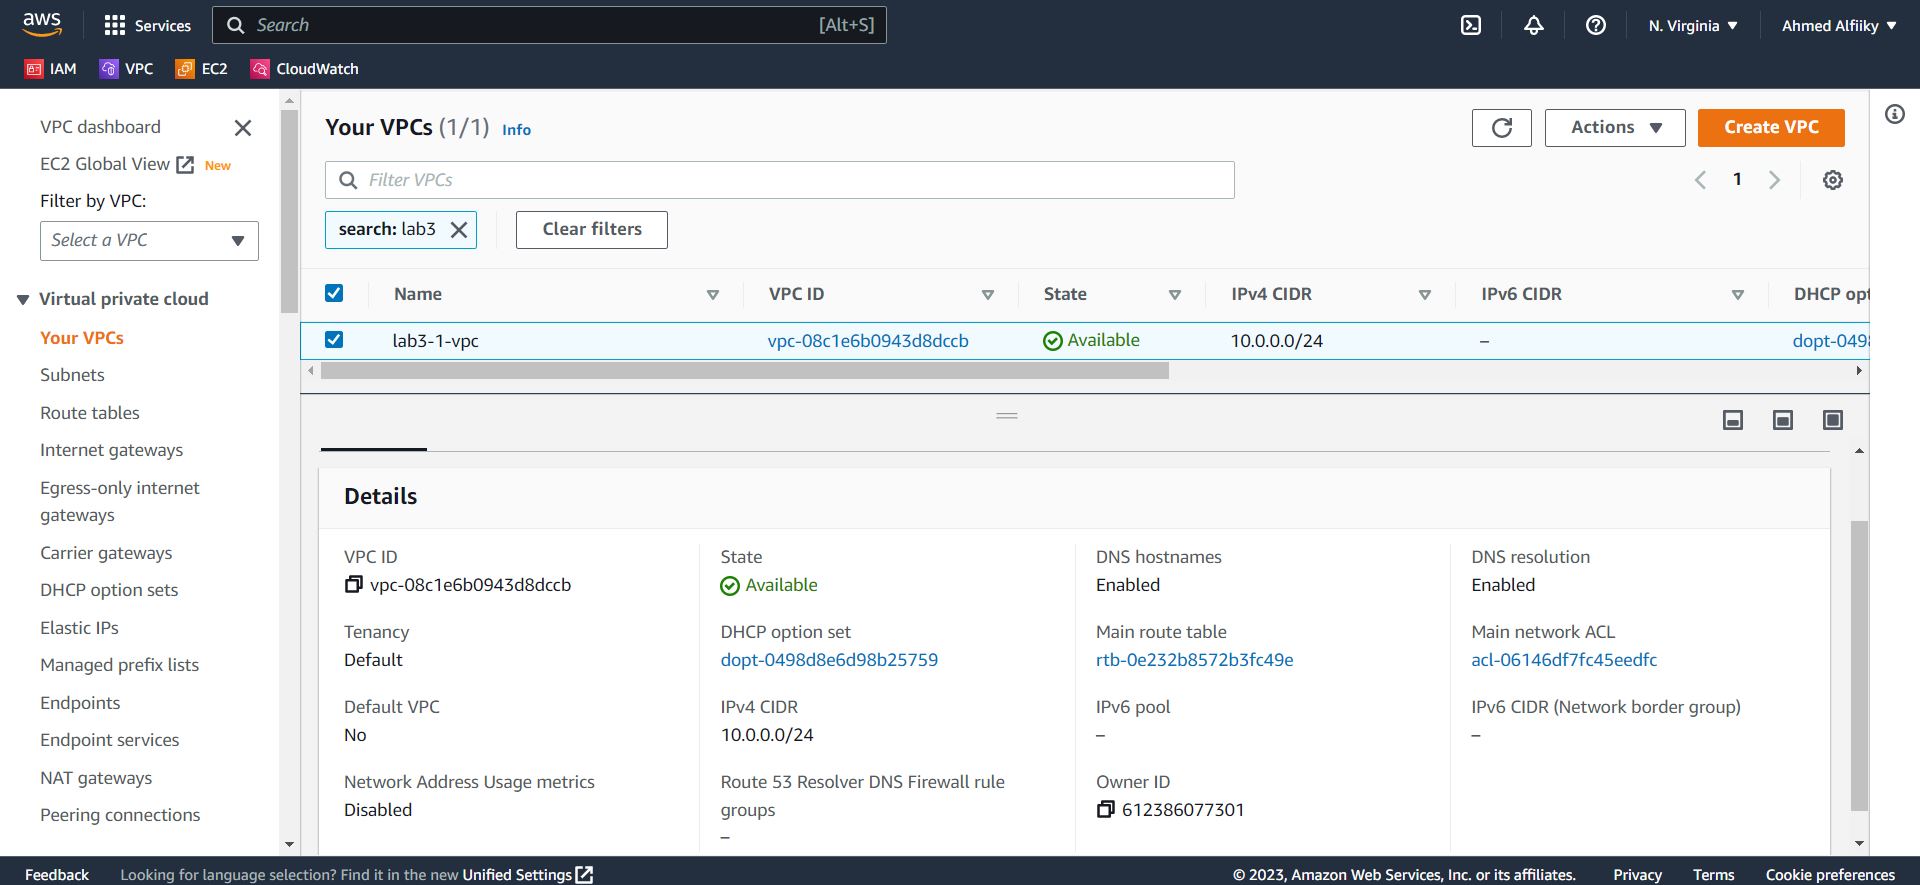 aws
Services
Search
[Alt+S]
N. Virginia
Ahmed Alfiiky
IAM
VPC
EC2
CloudWatch
VPC dashboard
EC2 Global View
New
Filter by VPC:
Select a VPC
Virtual private cloud
Your VPCs
Subnets
Route tables
Internet gateways
Egress-only internet
gateways
Carrier gateways
DHCP option sets
Elastic IPs
Managed prefix lists
Endpoints
Endpoint services
NAT gateways
Peering connections
Your VPCs (1/1) Info
Actions
Create VPC
Filter VPCs
1
search: lab3
Clear filters
Name
VPC ID
State
IPv4 CIDR
IPv6 CIDR
DHCP opt
lab3-1-vpc
vpc-08c1e6b0943d8dccb
Available
10.0.0.0/24
–
dopt-0498
Details
VPC ID
vpc-08c1e6b0943d8dccb
State
Available
DNS hostnames
Enabled
DNS resolution
Enabled
Tenancy
Default
DHCP option set
dopt-0498d8e6d98b25759
Main route table
rtb-0e232b8572b3fc49e
Main network ACL
acl-06146df7fc45eedfc
Default VPC
No
IPv4 CIDR
10.0.0.0/24
IPv6 pool
–
IPv6 CIDR (Network border group)
–
Network Address Usage metrics
Disabled
Route 53 Resolver DNS Firewall rule
groups
–
Owner ID
612386077301
Feedback
Looking for language selection? Find it in the new Unified Settings
© 2023, Amazon Web Services, Inc. or its affiliates.
Privacy
Terms
Cookie preferences